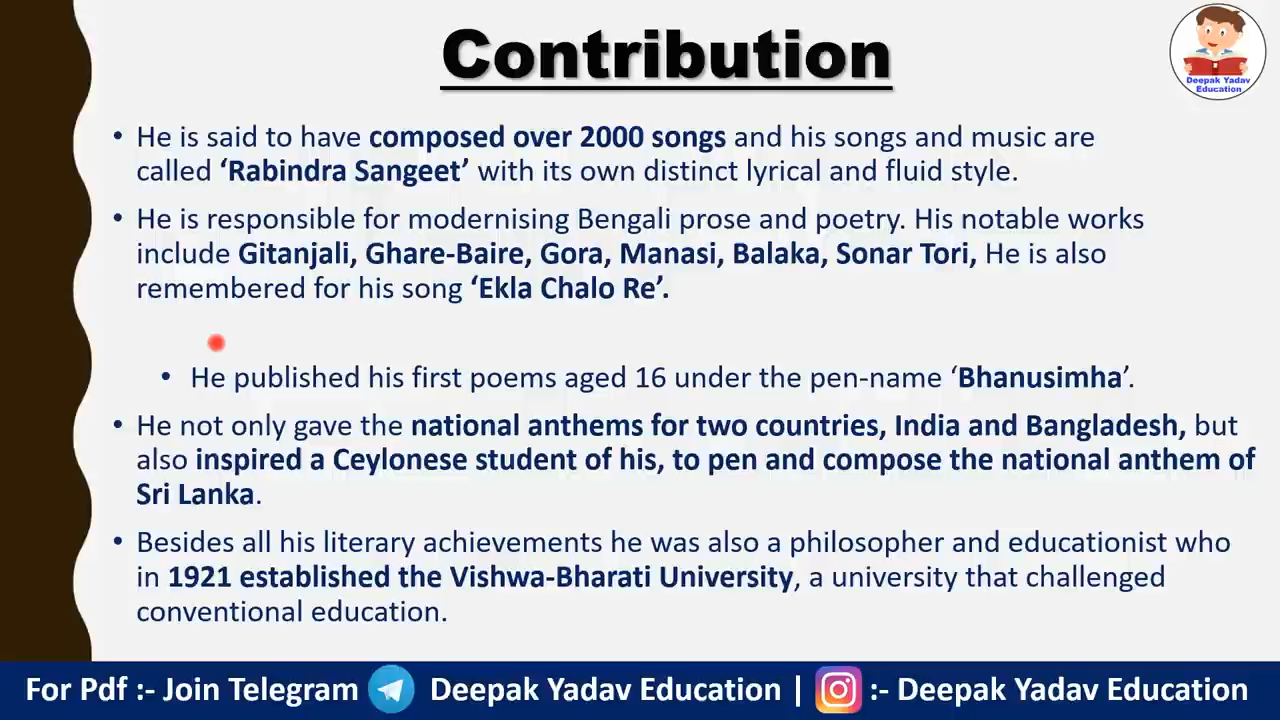 Contribution
Deepak Yadav
Education
• He is said to have composed over 2000 songs and his songs and music are
called ‘Rabindra Sangeet’ with its own distinct lyrical and fluid style.
• He is responsible for modernising Bengali prose and poetry. His notable works
include Gitanjali, Ghare-Baire, Gora, Manasi, Balaka, Sonar Tori, He is also
remembered for his song ‘Ekla Chalo Re’.
• He published his first poems aged 16 under the pen-name ‘Bhanusimha’.
• He not only gave the national anthems for two countries, India and Bangladesh, but
also inspired a Ceylonese student of his, to pen and compose the national anthem of
Sri Lanka.
• Besides all his literary achievements he was also a philosopher and educationist who
in 1921 established the Vishwa-Bharati University, a university that challenged
conventional education.
For Pdf :- Join Telegram Deepak Yadav Education | :- Deepak Yadav Education